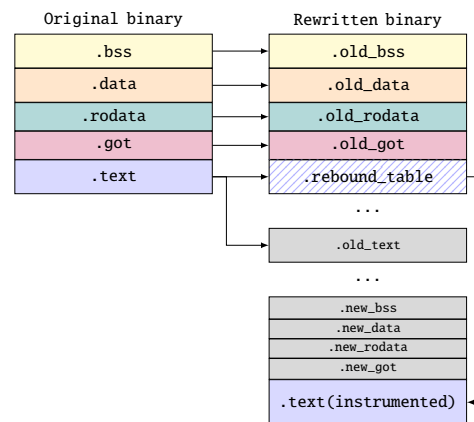 Original binary
.bss
.data
.rodata
.got
.text
Rewritten binary
.old_bss
.old_data
.old_rodata
.old_got
.rebound_table
...
.old_text
...
.new_bss
.new_data
.new_rodata
.new_got
.text(instrumented)